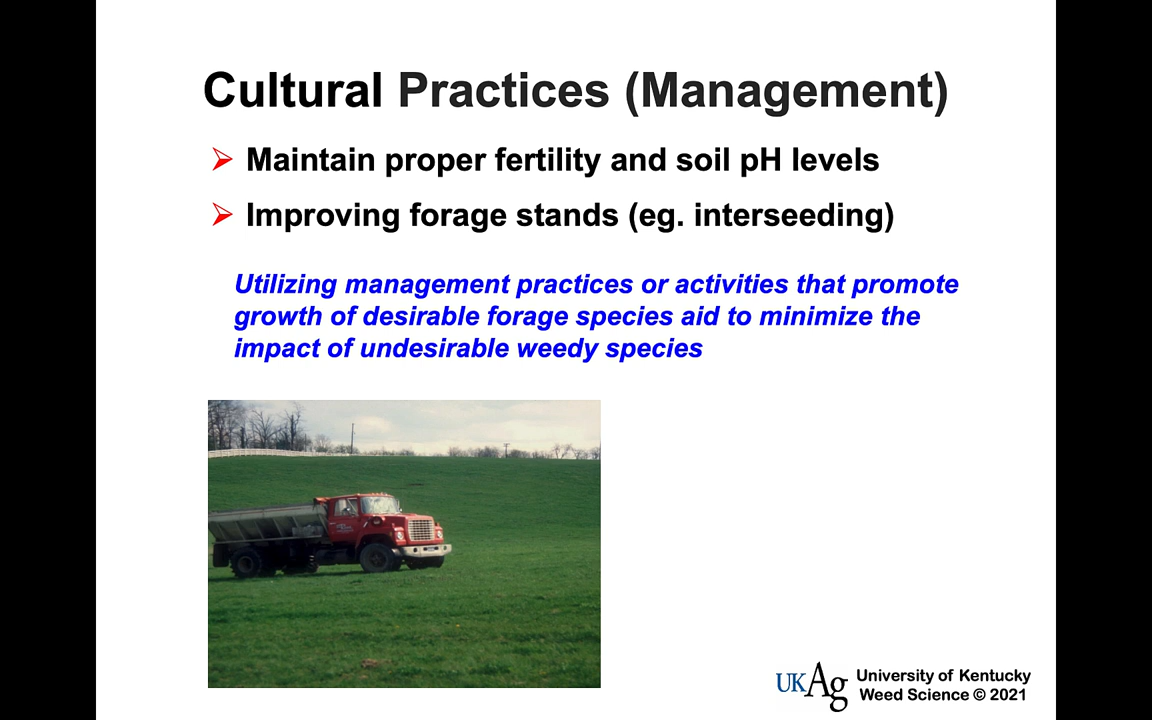 Cultural Practices (Management)
Maintain proper fertility and soil pH levels
Improving forage stands (eg. interseeding)
Utilizing management practices or activities that promote
growth of desirable forage species aid to minimize the
impact of undesirable weedy species
UKAg
University of Kentucky
Weed Science © 2021